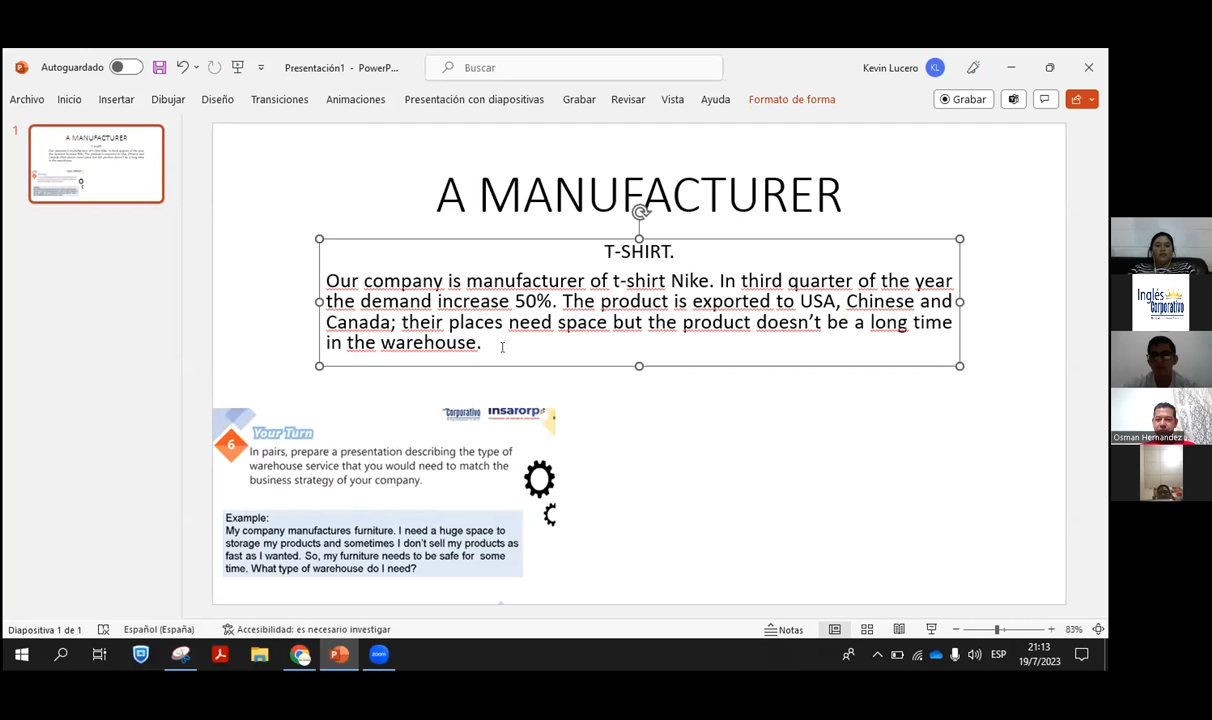 Autoguardado
Presentación1 - PowerP...
Buscar
Kevin Lucero
KL
Archivo Inicio Insertar Dibujar Diseño Transiciones Animaciones Presentación con diapositivas Grabar Revisar Vista Ayuda Formato de forma
Grabar
1
A MANUFACTURER
T-SHIRT.
Our company is manufacturer of t-shirt Nike. In third quarter of the year
the demand increase 50%. The product is exported to USA, Chinese and
Canada; their places need space but the product doesn't be a long time
in the warehouse.
Corporativo insarorp
6
Your Turn
In pairs, prepare a presentation describing the type of
warehouse service that you would need to match the
business strategy of your company.
Example:
My company manufactures furniture. I need a huge space to
storage my products and sometimes I don't sell my products as
fast as I wanted. So, my furniture needs to be safe for some
time. What type of warehouse do I need?
Inglés
Corporativo
Osman Hernandez
Diapositiva 1 de 1
Español (España)
Accesibilidad: es necesario investigar
Notas
83%
zoom
ESP
21:13
19/7/2023